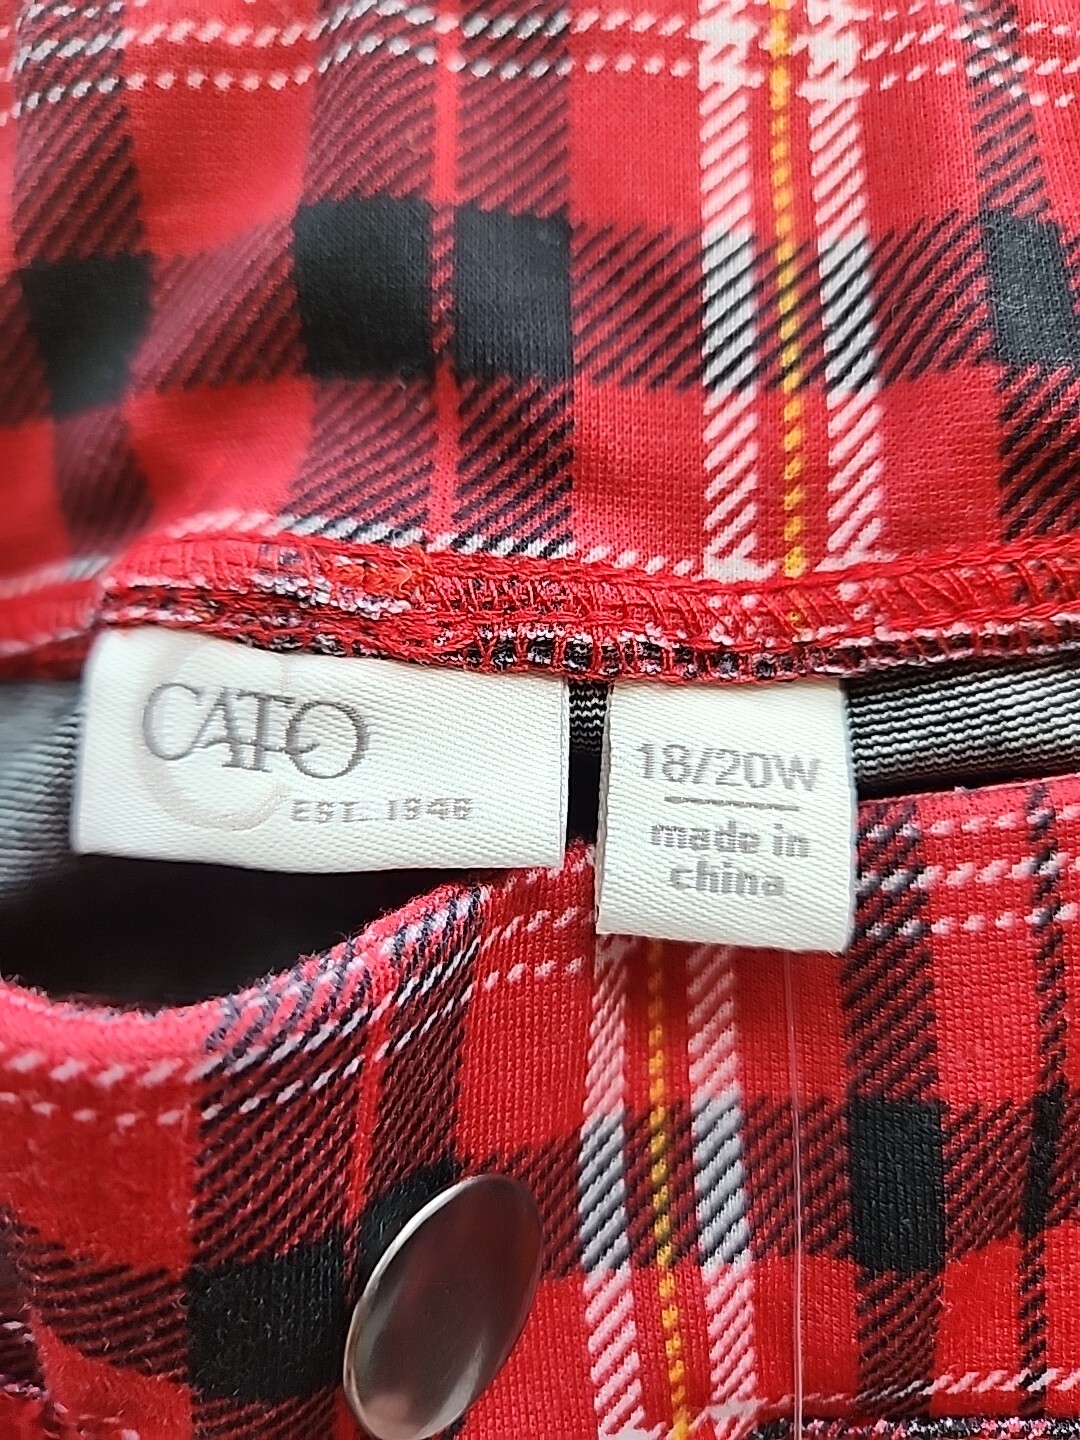 CATO
EST. 1946
18/20W
made in
china